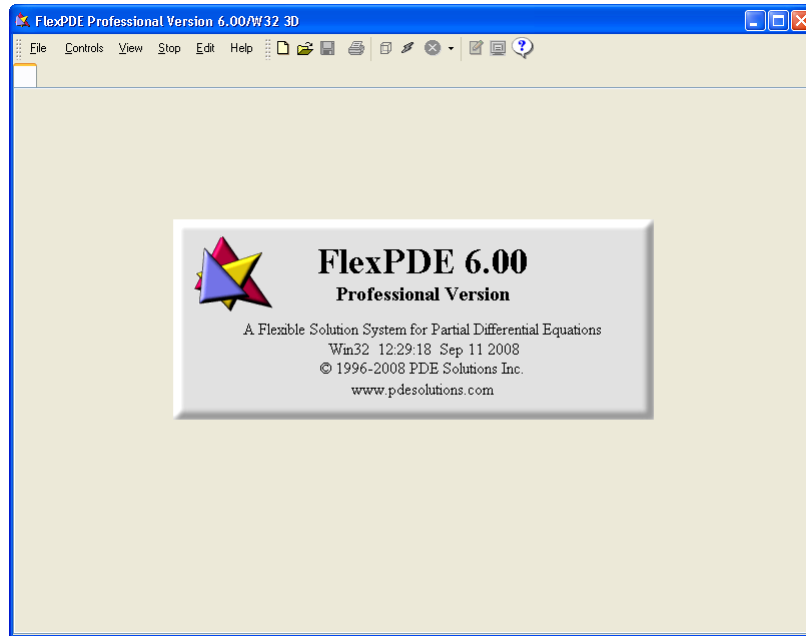 FlexPDE Professional Version 6.00/W32 3D
File Controls View Stop Edit Help
FlexPDE 6.00
Professional Version
A Flexible Solution System for Partial Differential Equations
Win32 12:29:18 Sep 11 2008
© 1996-2008 PDE Solutions Inc.
www.pdesolutions.com